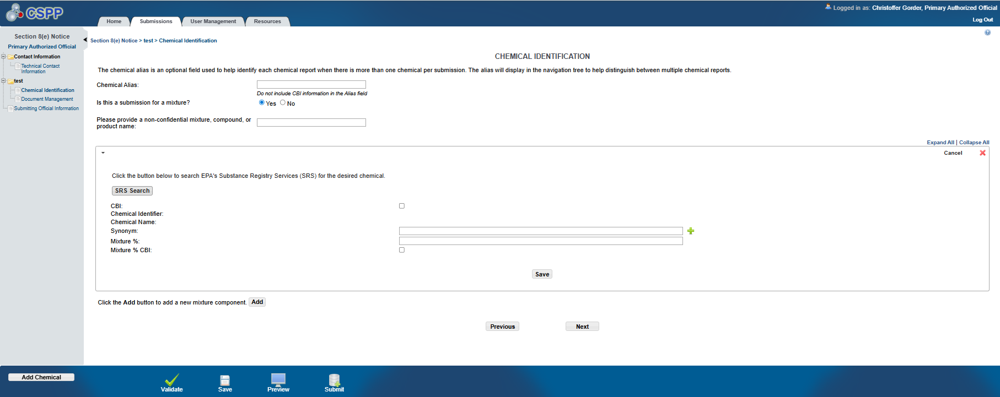 CSPP
Logged in as: Christoffer Gorder, Primary Authorized Official
Log Out
Home
Submissions
User Management
Resources
Section 8(e) Notice
Primary Authorized Official
Contact Information
Technical Contact
Information
test
Chemical Identification
Document Management
Submitting Official Information
Section 8(e) Notice > test > Chemical Identification
CHEMICAL IDENTIFICATION
The chemical alias is an optional field used to help identify each chemical report when there is more than one chemical per submission. The alias will display in the navigation tree to help distinguish between multiple chemical reports.
Chemical Alias:
Do not include CBI information in the Alias field
Is this a submission for a mixture?
Yes No
Please provide a non-confidential mixture, compound, or
product name:
Expand All | Collapse All
Cancel
Click the button below to search EPA's Substance Registry Services (SRS) for the desired chemical.
SRS Search
CBI:
Chemical Identifier:
Chemical Name:
Synonym:
Mixture %:
Mixture % CBI:
Save
Click the Add button to add a new mixture component. Add
Previous
Next
Add Chemical
Validate
Save
Preview
Submit